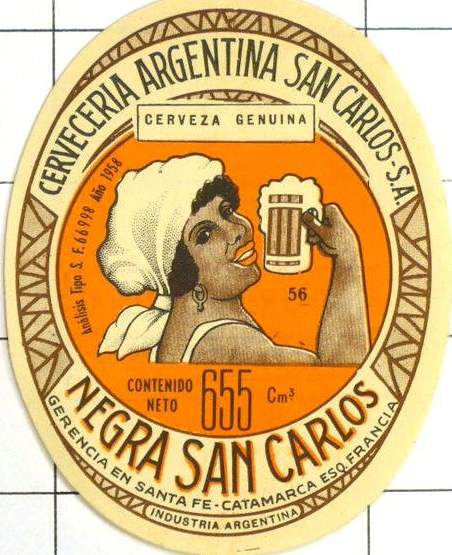 CERVECERIA ARGENTINA SAN CARLOS-S.A.
CERVEZA GENUINA
Análisis Tipo S. F. 66998 Año 1958
56
CONTENIDO NETO 655 Cm³
NEGRA SAN CARLOS
GERENCIA EN SANTA FE-CATAMARCA ESQ. FRANCIA
INDUSTRIA ARGENTINA